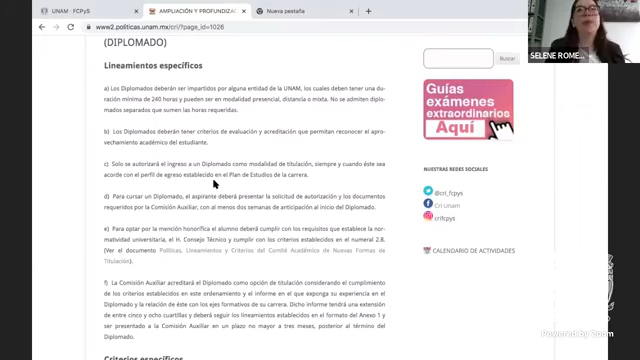 UNAM · FCPyS
AMPLIACIÓN Y PROFUNDIZAC
Nueva pestaña
www2.politicas.unam.mx/cri/?page_id=1026
(DIPLOMADO)
Lineamientos específicos
a) Los Diplomados deberán ser impartidos por alguna entidad de la UNAM, los cuales deben tener una du-
ración mínima de 240 horas y pueden ser en modalidad presencial, distancia o mixta. No se admiten diplo-
mados separados que sumen las horas requeridas.
b) Los Diplomados deberán tener criterios de evaluación y acreditación que permitan reconocer el apro-
vechamiento académico del estudiante.
c) Solo se autorizará el ingreso a un Diplomado como modalidad de titulación, siempre y cuando éste sea
acorde con el perfil de egreso establecido en el Plan de Estudios de la carrera.
d) Para cursar un Diplomado, el aspirante deberá presentar la solicitud de autorización y los documentos
requeridos por la Comisión Auxiliar, con al menos dos semanas de anticipación al inicio del Diplomado.
e) Para optar por la mención honorífica el alumno deberá cumplir con los requisitos que establece la nor-
matividad universitaria, el H. Consejo Técnico y cumplir con los criterios establecidos en el numeral 2.8.
(Ver el documento Políticas, Lineamientos y Criterios del Comité Académico de Nuevas Formas de
Titulación).
f) La Comisión Auxiliar acreditará el Diplomado como opción de titulación considerando el cumplimiento
de los criterios establecidos en este ordenamiento y el informe en el que exponga su experiencia en el
Diplomado y la relación de éste con los ejes formativos de su carrera. Dicho informe tendrá una extensión
de entre cinco y ocho cuartillas y deberá seguir los lineamientos establecidos en el formato del Anexo 1 y
ser presentado a la Comisión Auxiliar en un plazo no mayor a tres meses, posterior al término del
Diplomado.
Criterios específicos
Buscar
Guías
exámenes
extraordinarios
Aquí
NUESTRAS REDES SOCIALES
@cri_fcpys
Cri Unam
crifcpys
CALENDARIO DE ACTIVIDADES
SELENE ROME...
Powered by Zoom